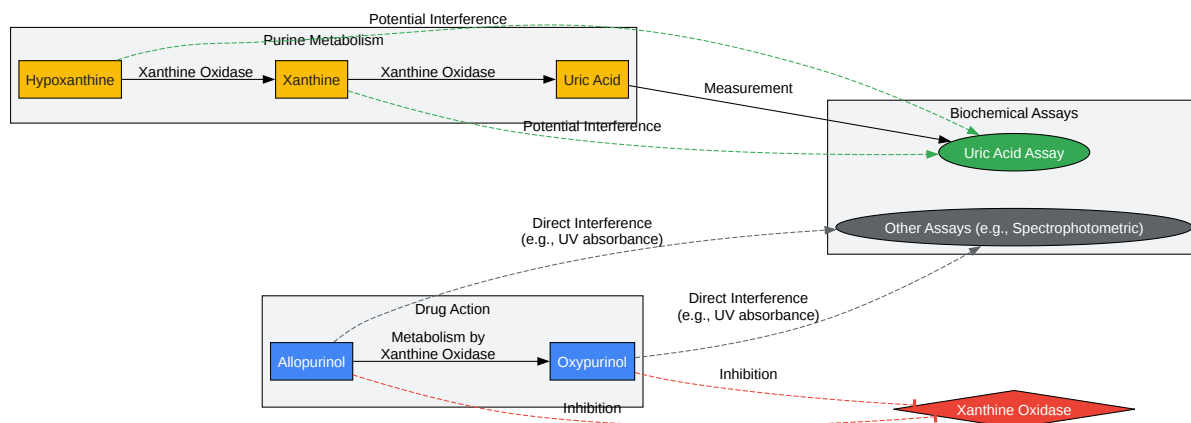 Potential Interference
Purine Metabolism
Hypoxanthine
Xanthine Oxidase
Xanthine
Xanthine Oxidase
Uric Acid
Measurement
Potential Interference
Biochemical Assays
Uric Acid Assay
Other Assays (e.g., Spectrophotometric)
Direct Interference
(e.g., UV absorbance)
Direct Interference
(e.g., UV absorbance)
Drug Action
Allopurinol
Metabolism by
Xanthine Oxidase
Oxypurinol
Inhibition
Inhibition
Xanthine Oxidase